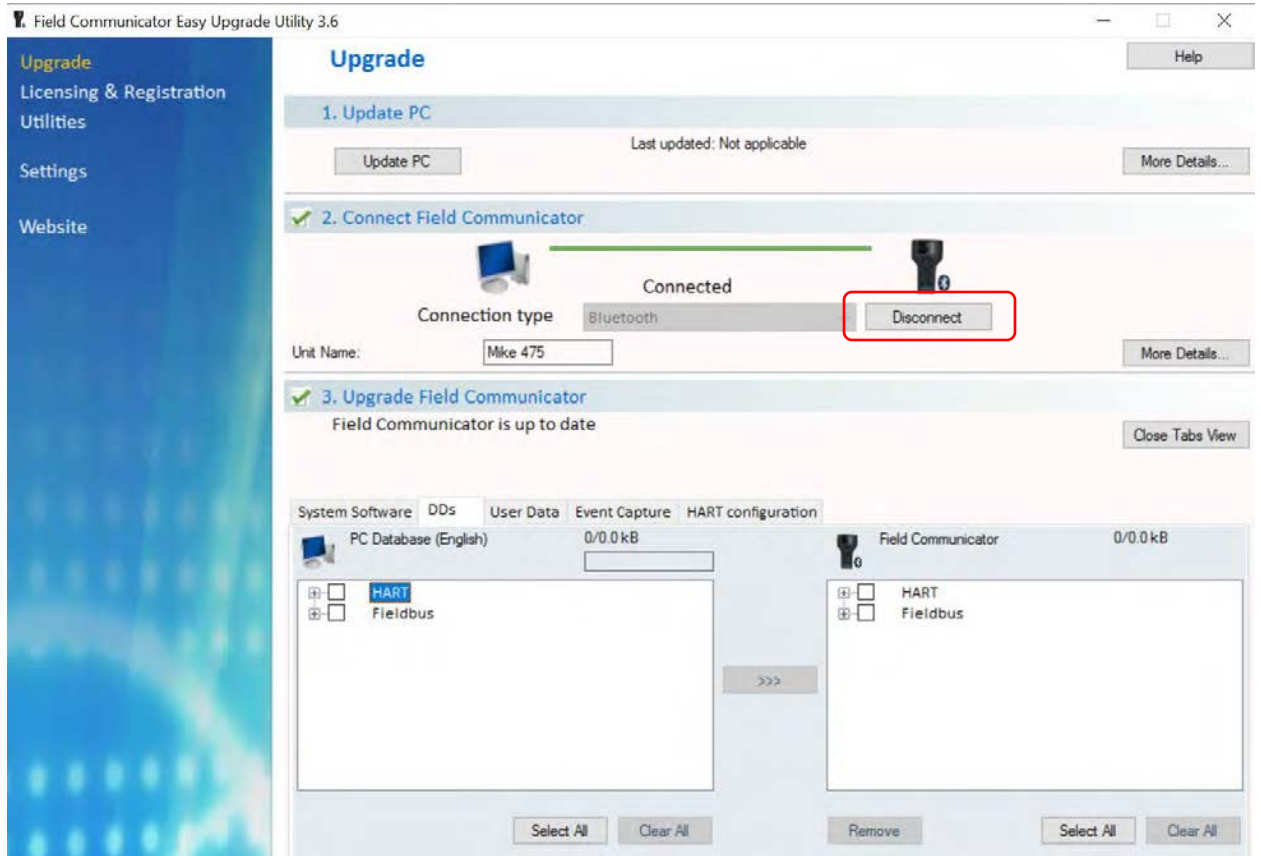 Field Communicator Easy Upgrade Utility 3.6
Upgrade
Licensing & Registration
Utilities
Settings
Website
Upgrade
Help
1. Update PC
Last updated: Not applicable
Update PC
More Details...
2. Connect Field Communicator
Connected
Connection type
Bluetooth
Disconnect
Unit Name:
Mike 475
More Details...
3. Upgrade Field Communicator
Field Communicator is up to date
Close Tabs View
System Software DDs User Data Event Capture HART configuration
PC Database (English) 0/0.0 kB
Field Communicator 0/0.0 kB
HART
Fieldbus
HART
Fieldbus
>>>
Select All Clear All
Remove Select All Clear All